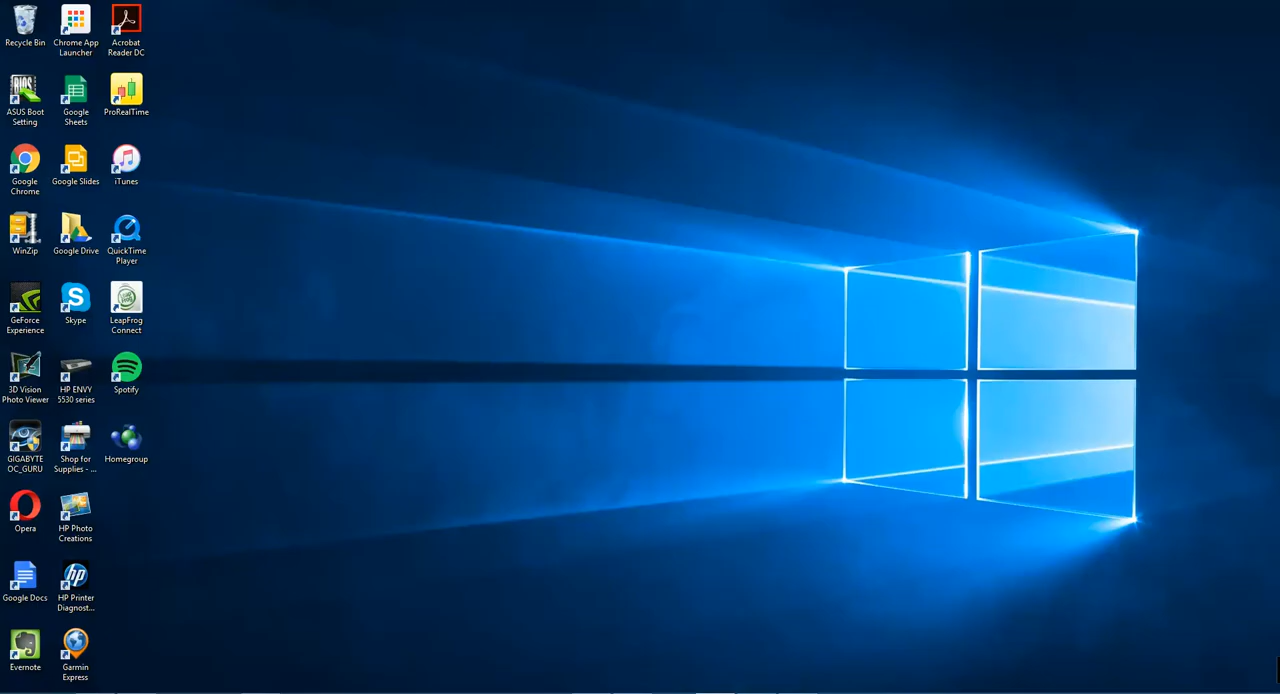 Recycle Bin
Chrome App
Launcher
Acrobat
Reader DC
BIOS
ASUS Boot
Setting
Google
Sheets
ProRealTime
Google
Chrome
Google Slides
iTunes
WinZip
Google Drive
QuickTime
Player
GeForce
Experience
S
Skype
LeapFrog
Connect
3D Vision
Photo Viewer
HP ENVY
5530 series
Spotify
GIGABYTE
OC_GURU
Shop for
Supplies - ...
Homegroup
Opera
HP Photo
Creations
Google Docs
hp
HP Printer
Diagnost...
Evernote
Garmin
Express